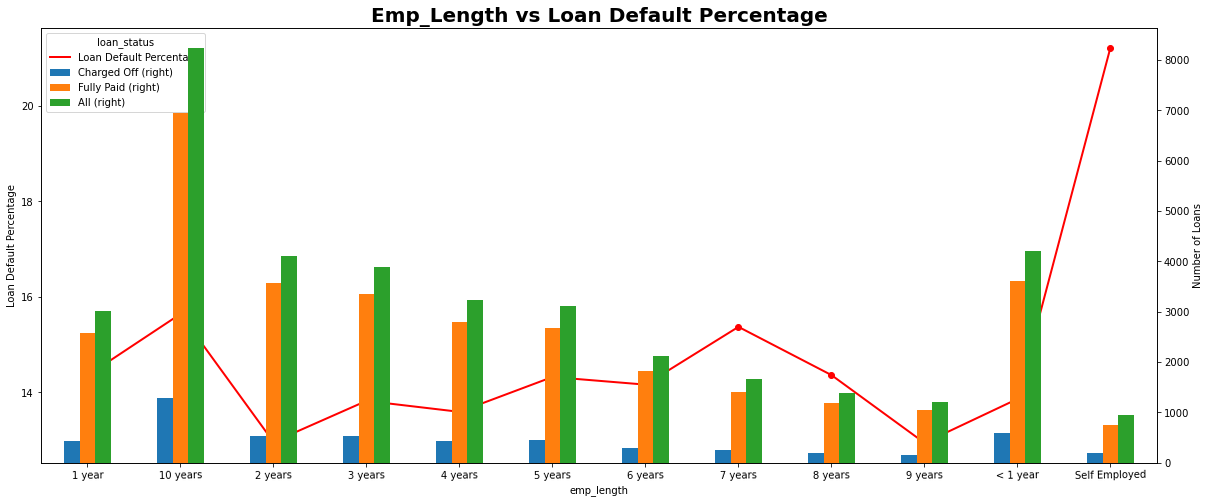 Emp_Length vs Loan Default Percentage
loan_status
Loan Default Percenta
Charged Off (right)
Fully Paid (right)
All (right)
Loan Default Percentage
20
18
16
14
Number of Loans
8000
7000
6000
5000
4000
3000
2000
1000
0
1 year
10 years
2 years
3 years
4 years
5 years
6 years
7 years
8 years
9 years
< 1 year
Self Employed
emp_length